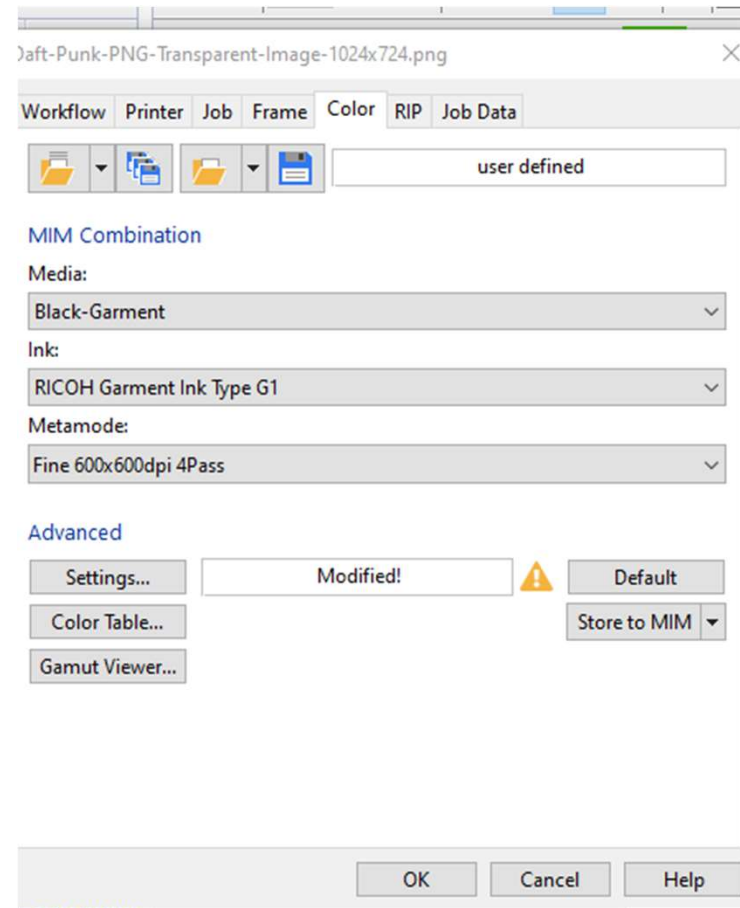 Daft-Punk-PNG-Transparent-Image-1024x724.png
Workflow Printer Job Frame Color RIP Job Data
user defined
MIM Combination
Media:
Black-Garment
Ink:
RICOH Garment Ink Type G1
Metamode:
Fine 600x600dpi 4Pass
Advanced
Settings... Modified! Default
Color Table... Store to MIM
Gamut Viewer...
OK Cancel Help